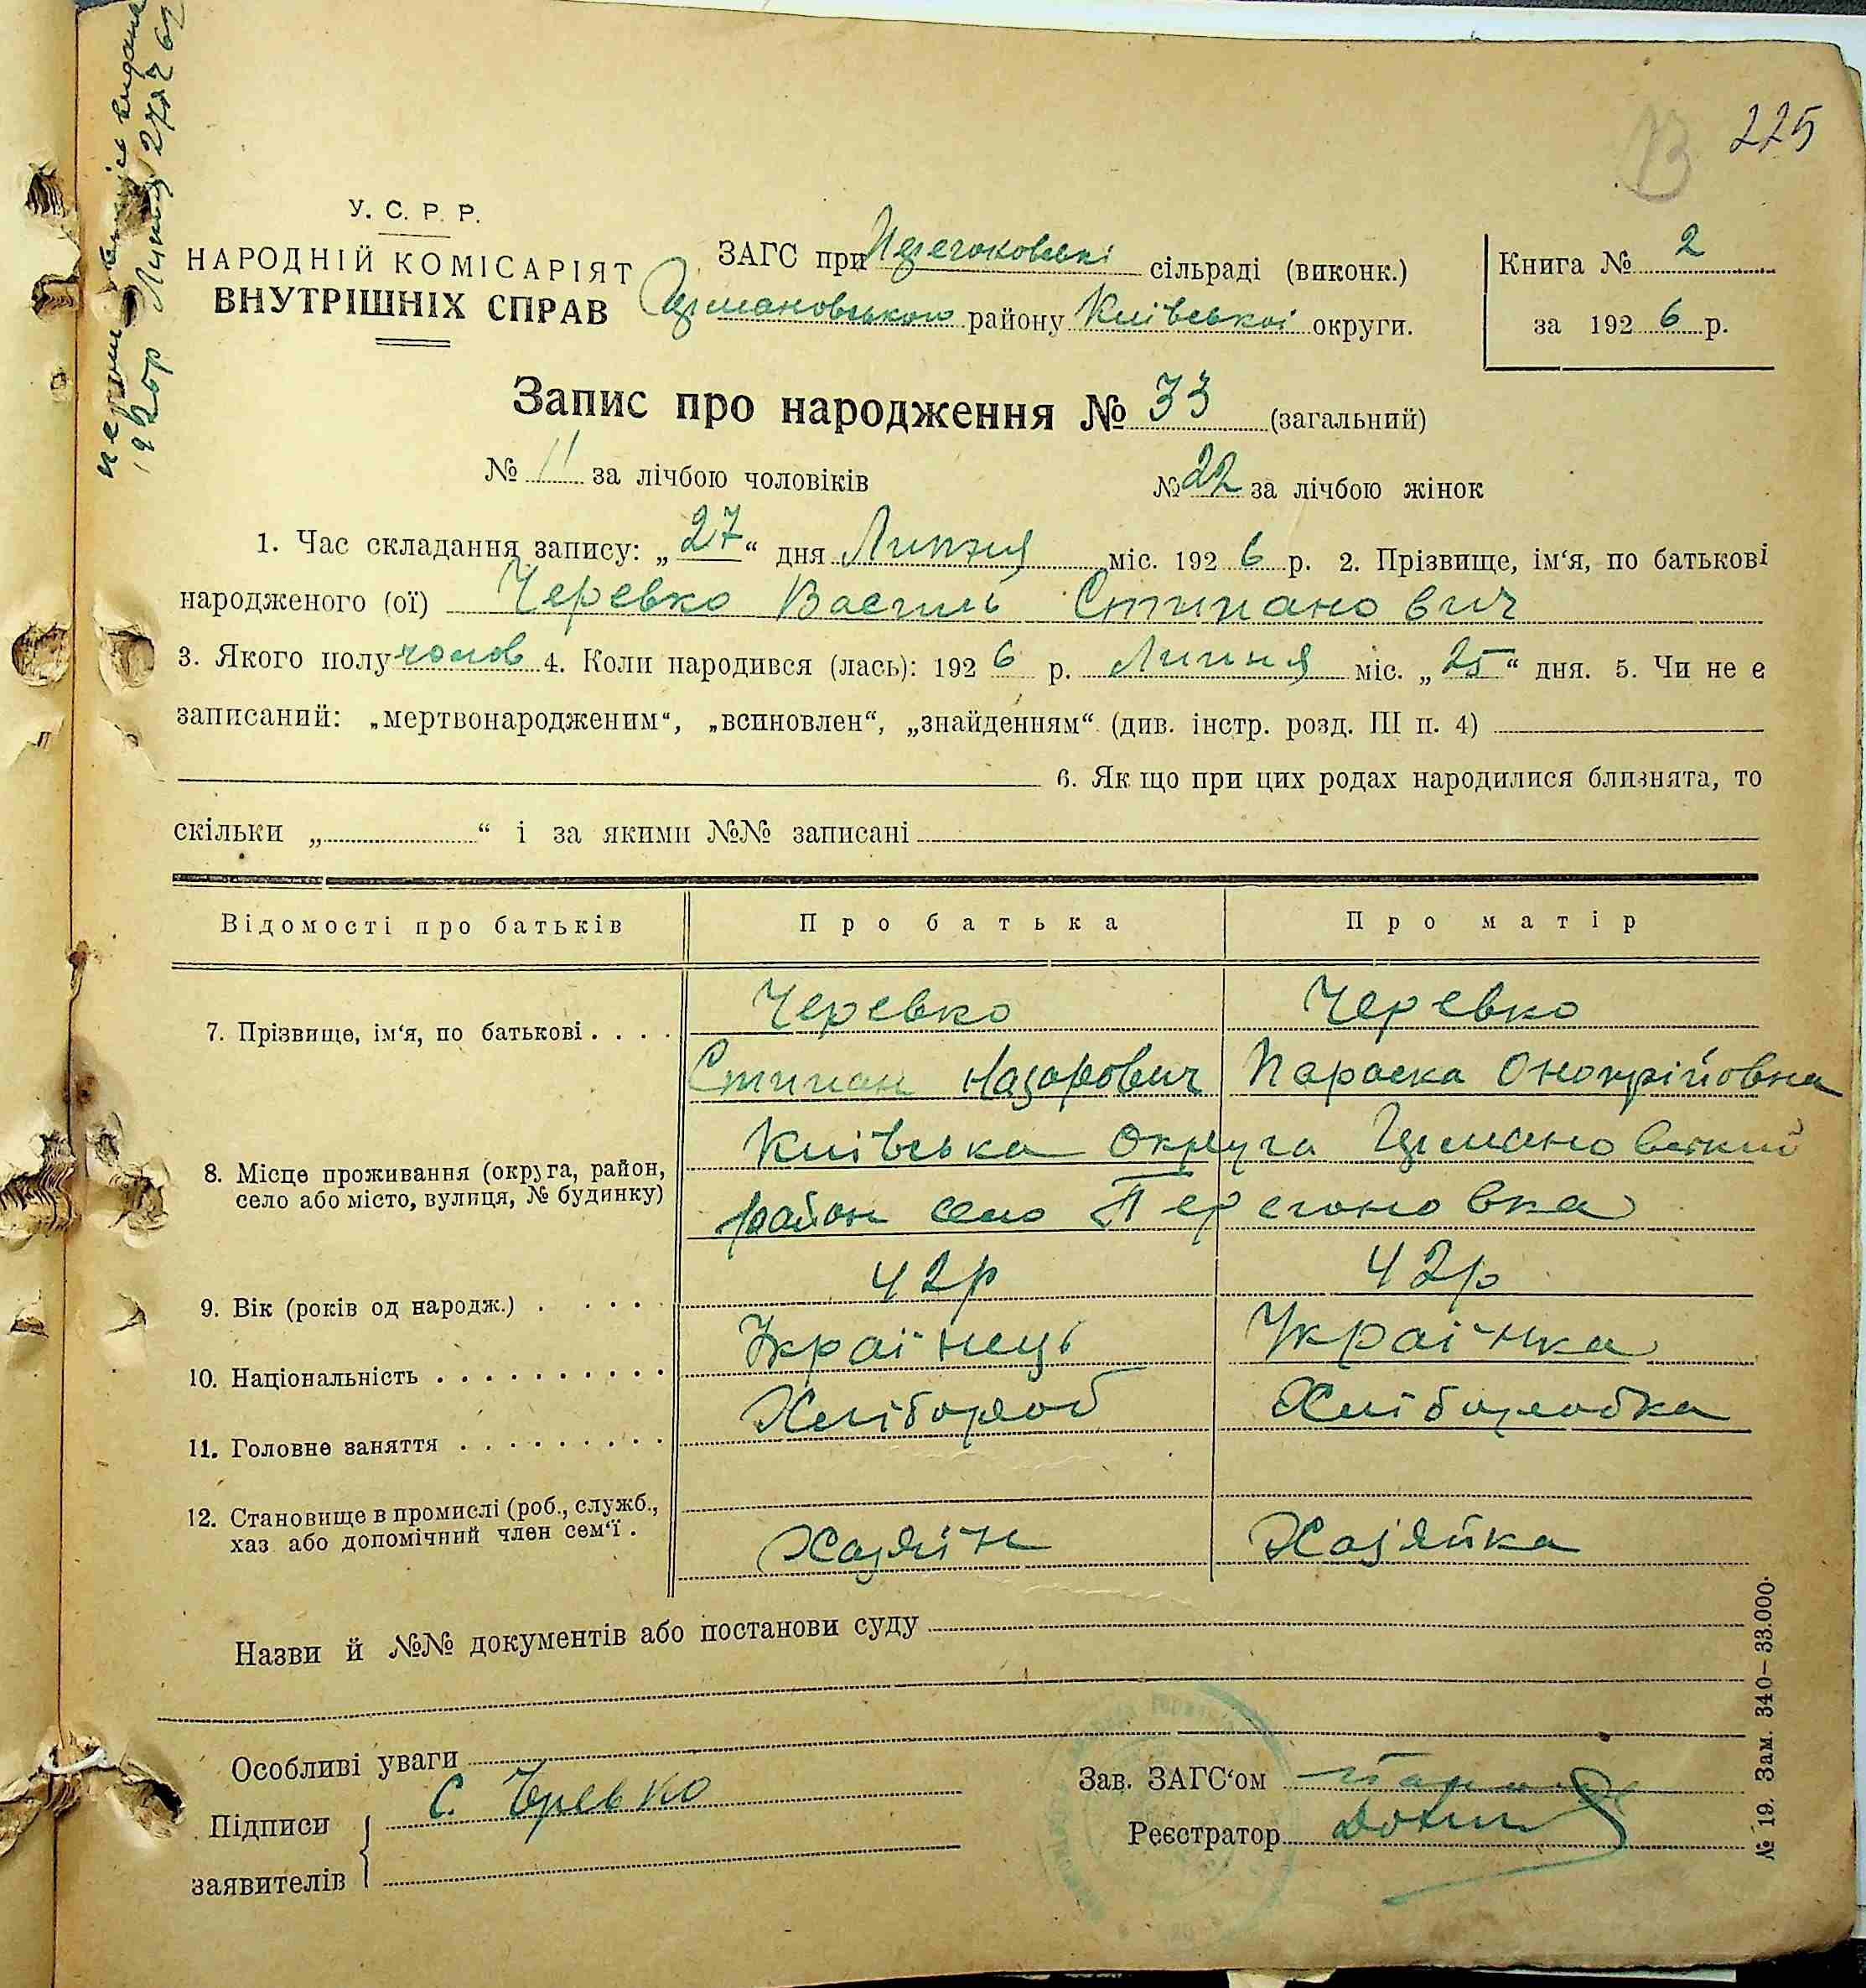 225
В
У. С. Р. Р.
НАРОДНІЙ КОМІСАРІЯТ
ВНУТРІШНІХ СПРАВ
ЗАГС при сільраді (виконк.)
району Київської округи.
Книга № 2
за 1926 р.
Запис про народження № 33 (загальний)
№ 11 за лічбою чоловіків № 22 за лічбою жінок
1. Час складання запису: „27“ дня Липня міс. 1926 р. 2. Прізвище, ім‘я, по батькові
народженого (ої) Черевко Василь Стипанович
3. Якого полу чолов 4. Коли народився (лась): 1926 р. Липня міс. „25“ дня. 5. Чи не є
записаний: „мертвонародженим“, „всиновлен“, „знайденням“ (див. інстр. розд. III п. 4)
6. Як що при цих родах народилися близнята, то
скільки „ “ і за якими №№ записані
Відомості про батьків Про батька Про матір
Черевко Черевко
7. Прізвище, ім‘я, по батькові . . . .
Стипан Назарович Параска Онопрійовна
Київська Округа
8. Місце проживання (округа, район,
село або місто, вулиця, № будинку)
район село Перегоновка
42р 42р
9. Вік (років од народж.) . . . . .
Українець Українка
10. Національність . . . . . . . . . .
Хлібороб Хліборобка
11. Головне заняття . . . . . . . . .
12. Становище в промислі (роб., служб.,
хаз або допомічний член сем‘ї .
Хазяїн Хазяйка
Назви й №№ документів або постанови суду
Особливі уваги
Підписи С. Черевко
заявителів
Зав. ЗАГС‘ом
Реєстратор
№ 19. Зам. 340–33.000.